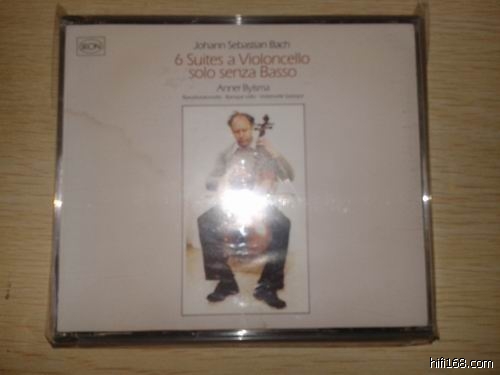 Johann Sebastian Bach
6 Suites a Violoncello
solo senza Basso
Anner Bylsma
hifi168.com